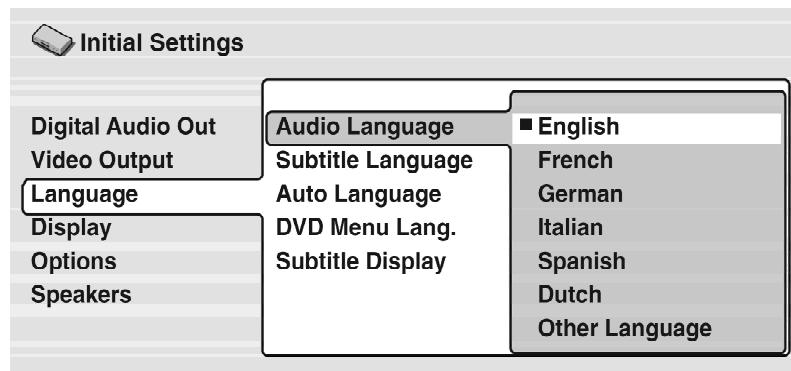 Initial Settings
Digital Audio Out
Video Output
Language
Display
Options
Speakers
Audio Language
Subtitle Language
Auto Language
DVD Menu Lang.
Subtitle Display
English
French
German
Italian
Spanish
Dutch
Other Language